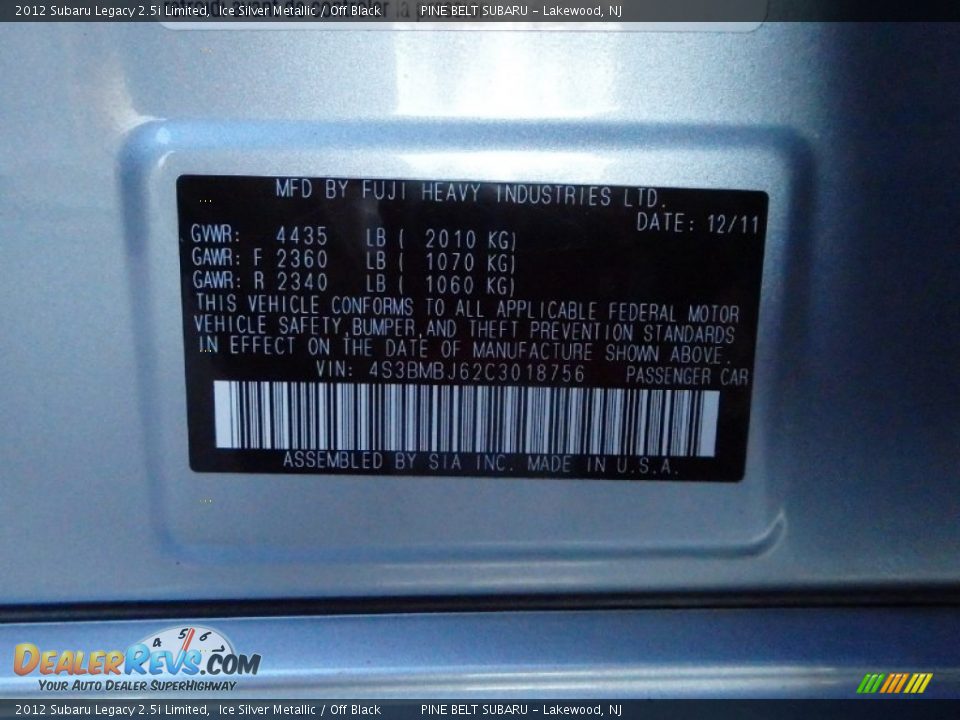 2012 Subaru Legacy 2.5i Limited, Ice Silver Metallic / Off Black PINE BELT SUBARU - Lakewood, NJ
MFD BY FUJI HEAVY INDUSTRIES LTD.
DATE: 12/11
GVWR: 4435 LB ( 2010 KG)
GAWR: F 2360 LB ( 1070 KG)
GAWR: R 2340 LB ( 1060 KG)
THIS VEHICLE CONFORMS TO ALL APPLICABLE FEDERAL MOTOR
VEHICLE SAFETY,BUMPER,AND THEFT PREVENTION STANDARDS
IN EFFECT ON THE DATE OF MANUFACTURE SHOWN ABOVE.
VIN: 4S3BMBJ62C3018756 PASSENGER CAR
ASSEMBLED BY SIA INC. MADE IN U.S.A.
4 5 6 7
DealerRevs.com
Your Auto Dealer SuperHighway
2012 Subaru Legacy 2.5i Limited, Ice Silver Metallic / Off Black PINE BELT SUBARU - Lakewood, NJ